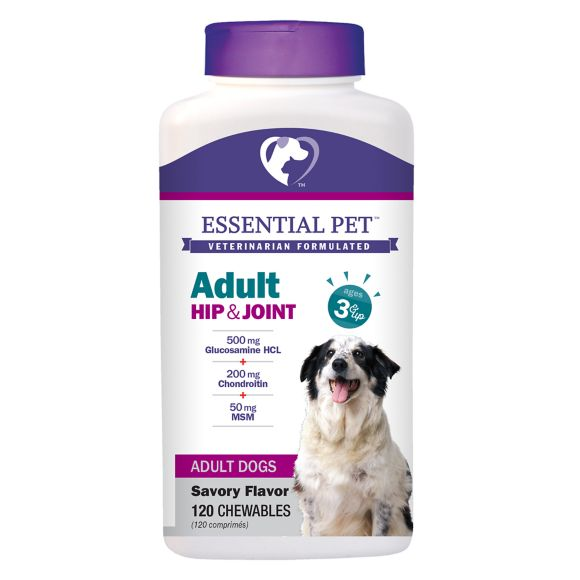 ™
ESSENTIAL PET™
VETERINARIAN FORMULATED
Adult
HIP & JOINT
ages
3 & up
500 mg
Glucosamine HCL
+
200 mg
Chondroitin
+
50 mg
MSM
ADULT DOGS
Savory Flavor
120 CHEWABLES
(120 comprimés)